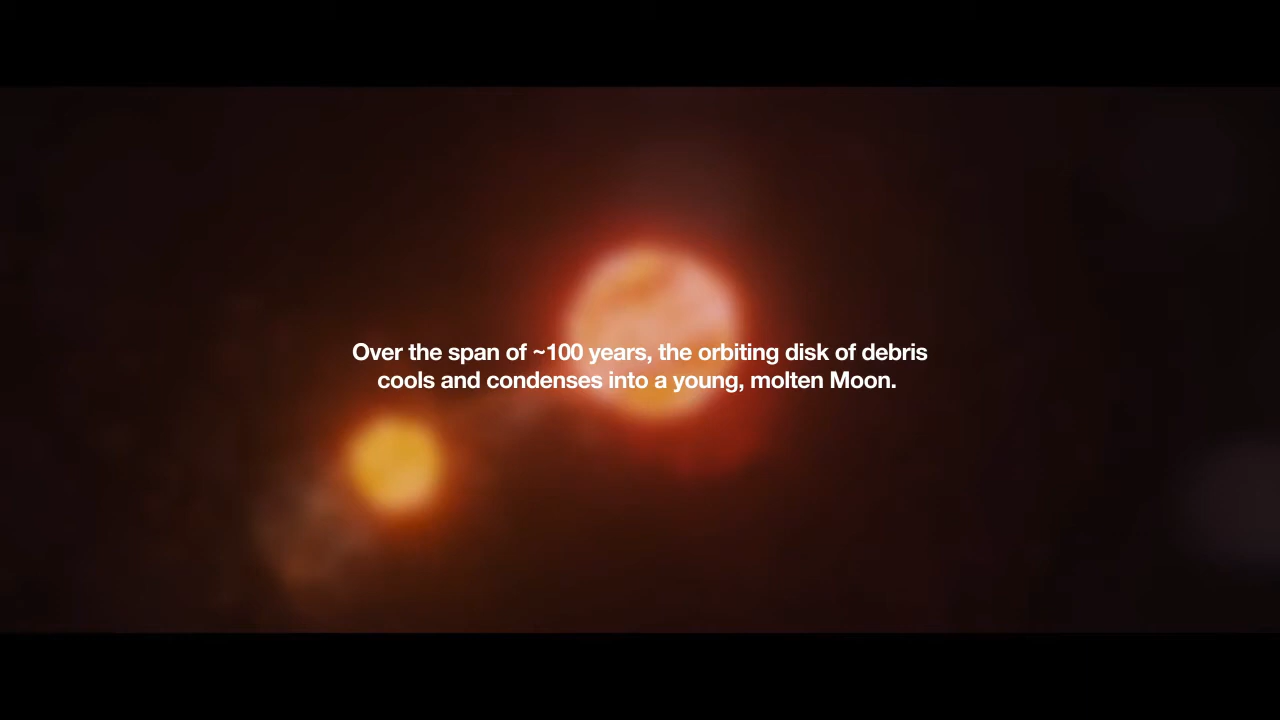 Over the span of ~100 years, the orbiting disk of debris
cools and condenses into a young, molten Moon.